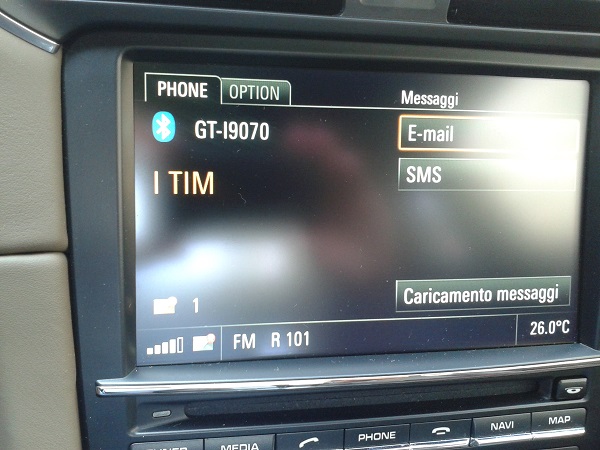 PHONE OPTION
Messaggi
GT-I9070
E-mail
I TIM
SMS
1
Caricamento messaggi
FM R 101
26.0°C
TUNER MEDIA PHONE NAVI MAP